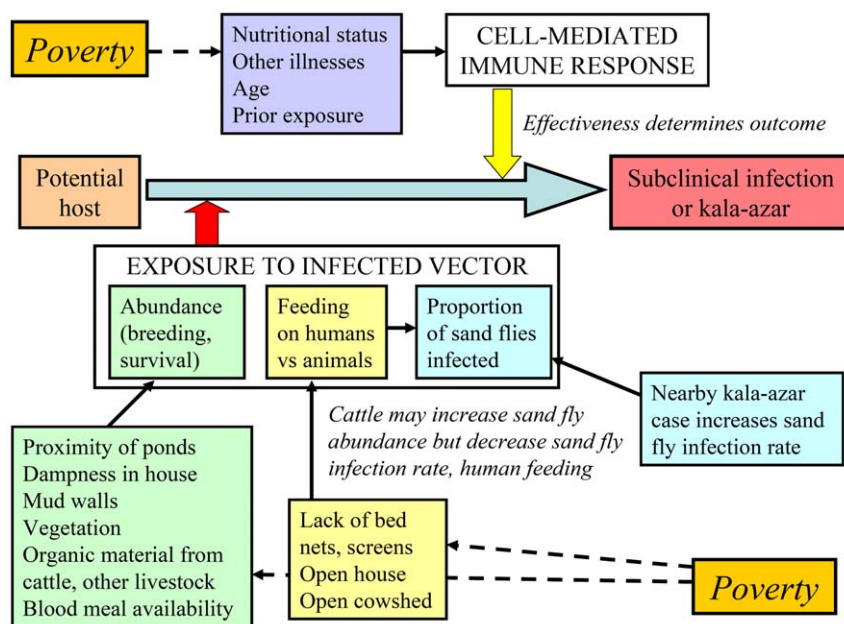 Poverty
Nutritional status
Other illnesses
Age
Prior exposure
CELL-MEDIATED
IMMUNE RESPONSE
Effectiveness determines outcome
Potential
host
Subclinical infection
or kala-azar
EXPOSURE TO INFECTED VECTOR
Abundance
(breeding,
survival)
Feeding
on humans
vs animals
Proportion
of sand flies
infected
Nearby kala-azar
case increases sand
fly infection rate
Cattle may increase sand fly
abundance but decrease sand fly
infection rate, human feeding
Proximity of ponds
Dampness in house
Mud walls
Vegetation
Organic material from
cattle, other livestock
Blood meal availability
Lack of bed
nets, screens
Open house
Open cowshed
Poverty